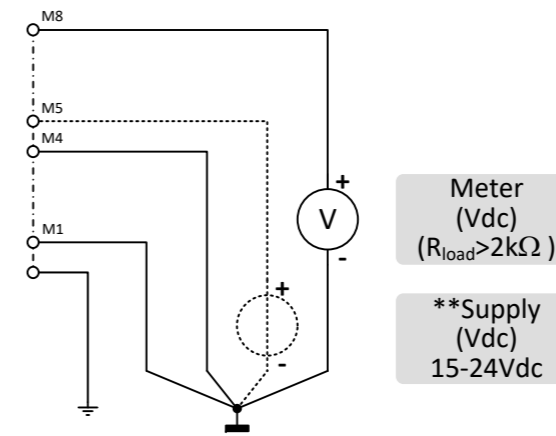 M8
M5
M4
M1
+
V
-
+
-
Meter
(Vdc)
(Rload>2kΩ )
**Supply
(Vdc)
15-24Vdc